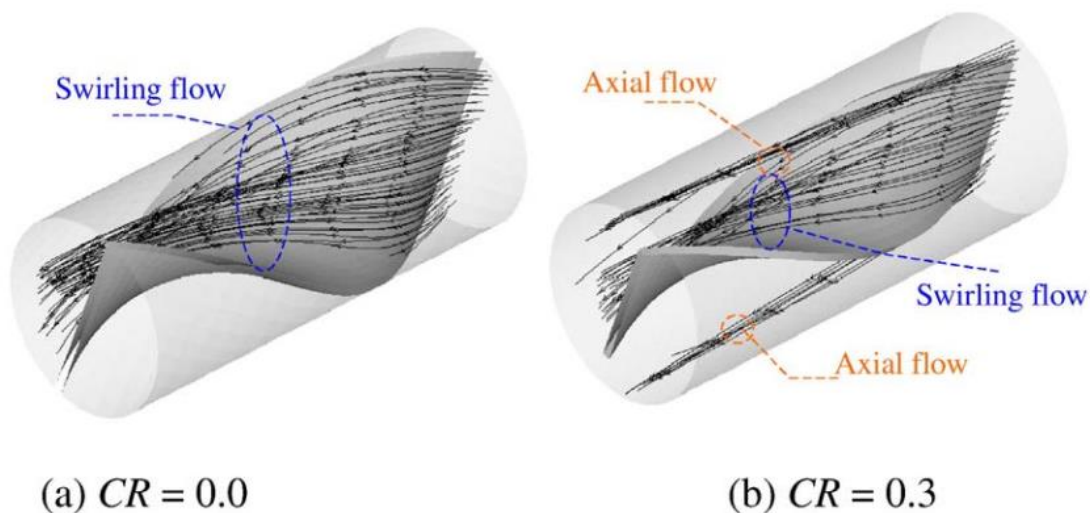 Swirling flow
Axial flow
Swirling flow
Axial flow
(a) CR = 0.0
(b) CR = 0.3